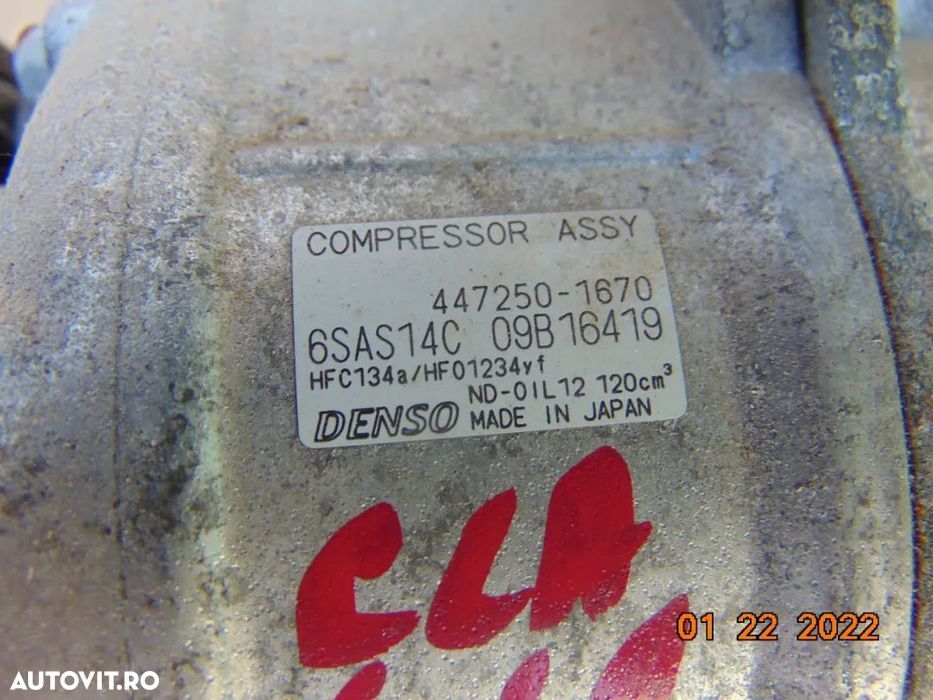 COMPRESSOR ASSY
447250-1670
6SAS14C 09B16419
HFC134a/HFO1234yf
ND-OIL12 120cm³
DENSO MADE IN JAPAN
CLA
01 22 2022
AUTOVIT.RO